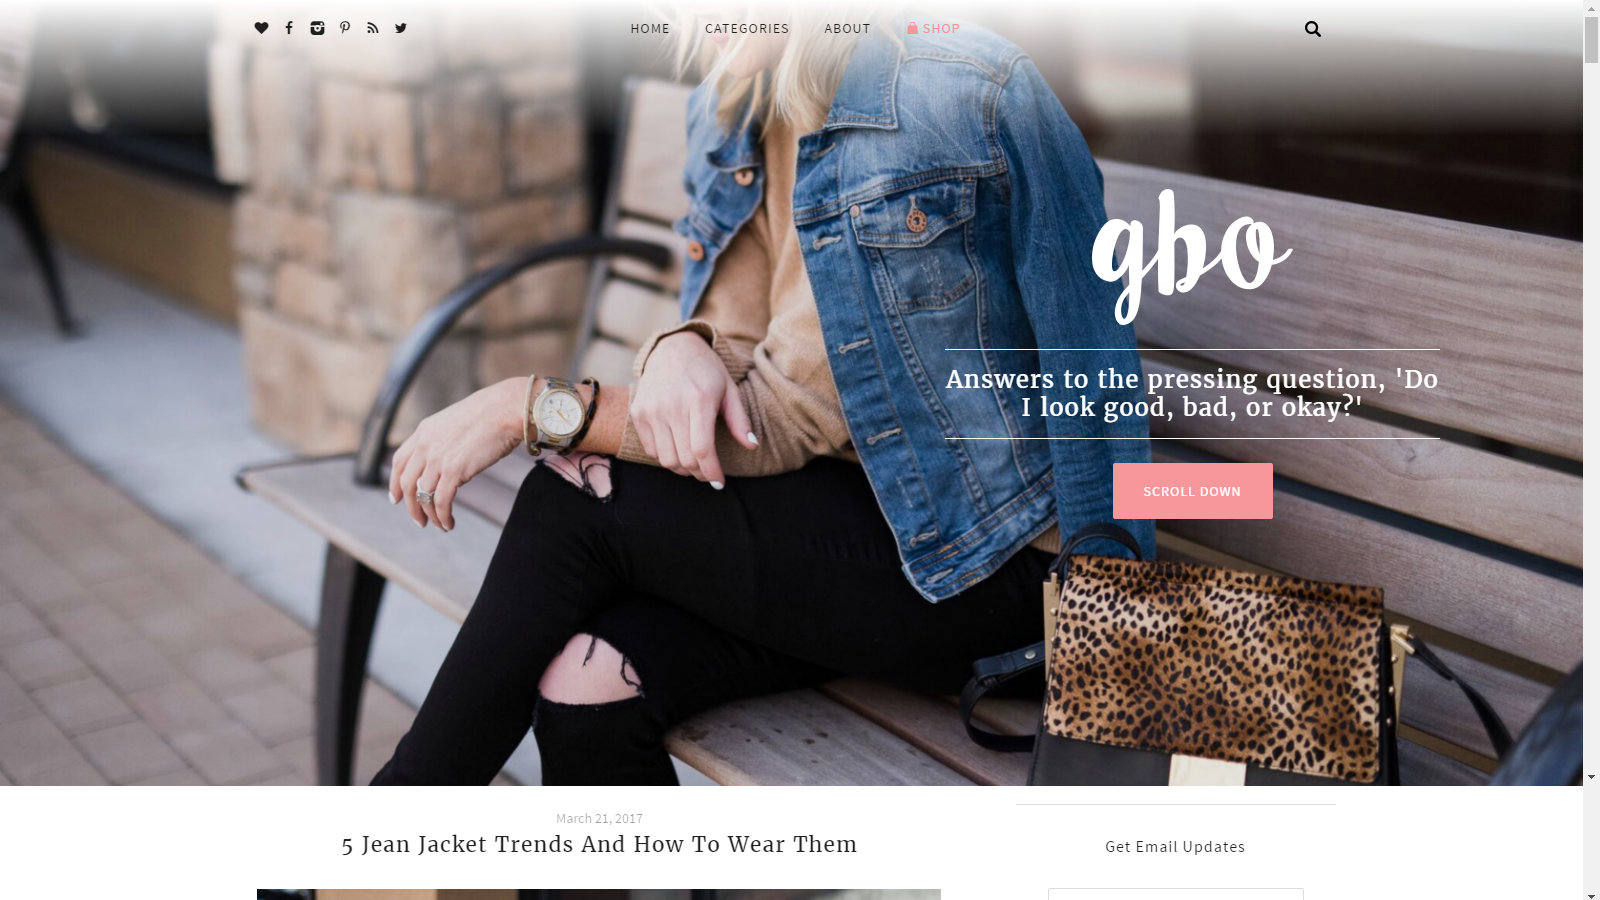 HOME
CATEGORIES
ABOUT
SHOP
gbo
Answers to the pressing question, 'Do
I look good, bad, or okay?'
SCROLL DOWN
March 21, 2017
5 Jean Jacket Trends And How To Wear Them
Get Email Updates